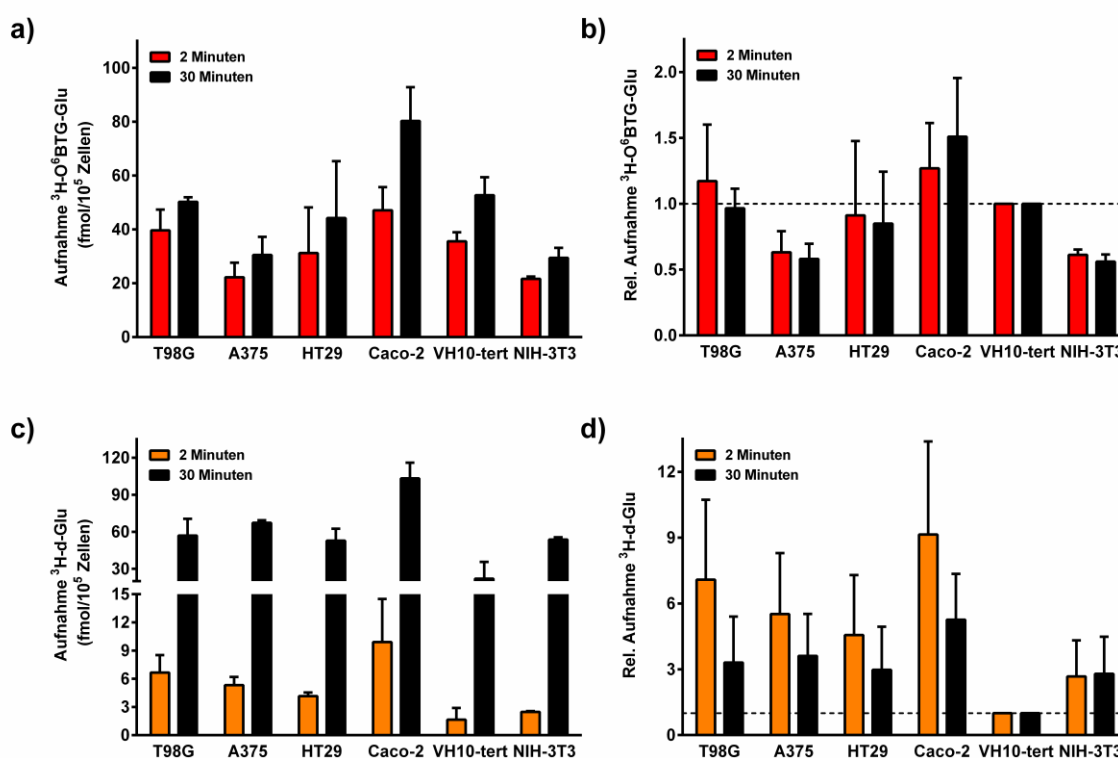 a)
2 Minuten
30 Minuten
Aufnahme ³H-O⁶BTG-Glu
(fmol/10⁵ Zellen)
100
80
60
40
20
0
T98G A375 HT29 Caco-2 VH10-tert NIH-3T3
b)
2 Minuten
30 Minuten
Rel. Aufnahme ³H-O⁶BTG-Glu
2.0
1.5
1.0
0.5
0.0
T98G A375 HT29 Caco-2 VH10-tert NIH-3T3
c)
2 Minuten
30 Minuten
Aufnahme ³H-d-Glu
(fmol/10⁵ Zellen)
120
90
60
30
15
12
9
6
3
0
T98G A375 HT29 Caco-2 VH10-tert NIH-3T3
d)
2 Minuten
30 Minuten
Rel. Aufnahme ³H-d-Glu
12
9
6
3
0
T98G A375 HT29 Caco-2 VH10-tert NIH-3T3